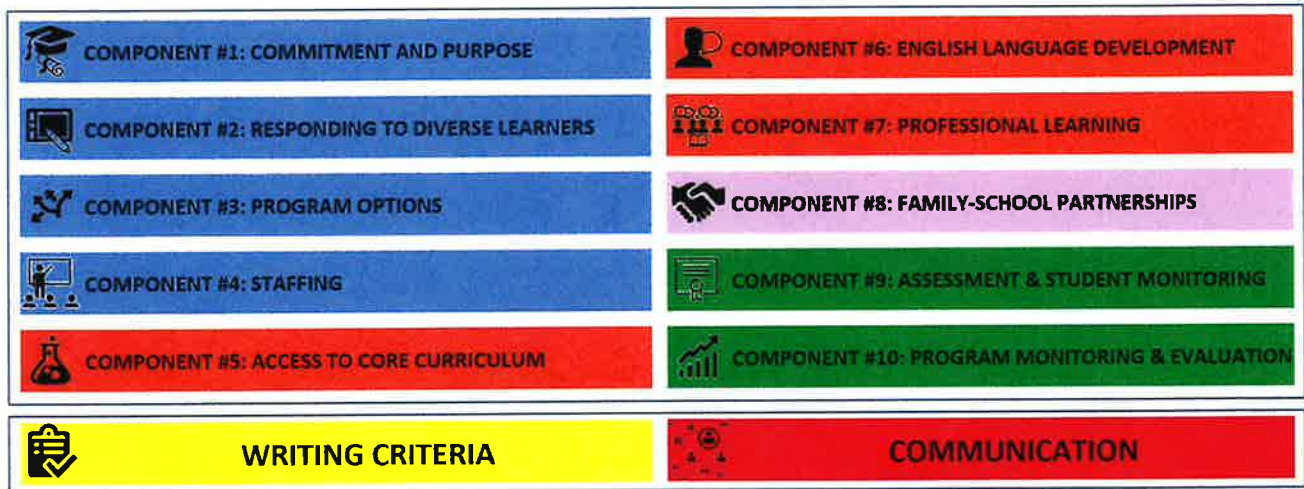 COMPONENT #1: COMMITMENT AND PURPOSE
COMPONENT #2: RESPONDING TO DIVERSE LEARNERS
COMPONENT #3: PROGRAM OPTIONS
COMPONENT #4: STAFFING
COMPONENT #5: ACCESS TO CORE CURRICULUM
COMPONENT #6: ENGLISH LANGUAGE DEVELOPMENT
COMPONENT #7: PROFESSIONAL LEARNING
COMPONENT #8: FAMILY-SCHOOL PARTNERSHIPS
COMPONENT #9: ASSESSMENT & STUDENT MONITORING
COMPONENT #10: PROGRAM MONITORING & EVALUATION
WRITING CRITERIA
COMMUNICATION